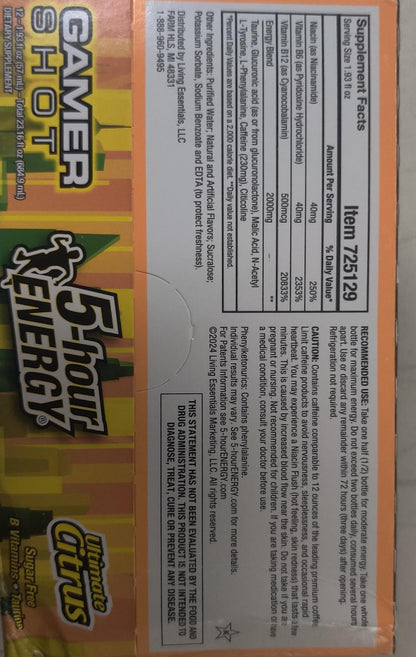 Item 725129
Supplement Facts
Serving Size 1.93 fl oz
Amount Per Serving % Daily Value*
Niacin (as Niacinamide) 40mg 250%
Vitamin B6 (as Pyridoxine Hydrochloride) 40mg 2353%
Vitamin B12 (as Cyanocobalamin) 500mcg 20833%
Energy Blend 2000mg **
Taurine, Glucuronic acid (as or from glucuronolactone), Malic Acid, N-Acetyl
L-Tyrosine, L-Phenylalanine, Caffeine (230mg), Citicoline
*Percent Daily Values are based on a 2,000 calorie diet. **Daily value not established.
Other Ingredients: Purified Water, Natural and Artificial Flavors, Sucralose,
Potassium Sorbate, Sodium Benzoate and EDTA (to protect freshness).
Distributed by Living Essentials, LLC
FARM HLS, MI 48331
1-888-960-9495
RECOMMENDED USE: Take one half (1/2) bottle for moderate energy. Take one whole
bottle for maximum energy. Do not exceed two bottles daily, consumed several hours
apart. Use or discard any remainder within 72 hours (three days) after opening.
Refrigeration not required.
CAUTION: Contains caffeine comparable to 12 ounces of the leading premium coffee.
Limit caffeine products to avoid nervousness, sleeplessness, and occasional rapid
heartbeat. You may experience a Niacin Flush (hot feeling, skin redness) that lasts a few
minutes. This is caused by increased blood flow near the skin. Do not take if you are
pregnant or nursing. Not recommended for children. If you are taking medication or have
a medical condition, consult your doctor before use.
Phenylketonurics: Contains phenylalanine.
Individual results may vary. See 5-hourENERGY.com for more details.
For Patents Information see 5-hourENERGY.com
©2024 Living Essentials Marketing, LLC. All rights reserved.
THIS STATEMENT HAS NOT BEEN EVALUATED BY THE FOOD AND
DRUG ADMINISTRATION. THIS PRODUCT IS NOT INTENDED TO
DIAGNOSE, TREAT, CURE OR PREVENT ANY DISEASE.
GAMER
SHOT
12 – 1.93 fl oz (57 mL) – Total 23.16 fl oz (684.9 mL)
DIETARY SUPPLEMENT
5-hour
ENERGY®
Ultimate
Citrus
Sugar Free
B Vitamins •